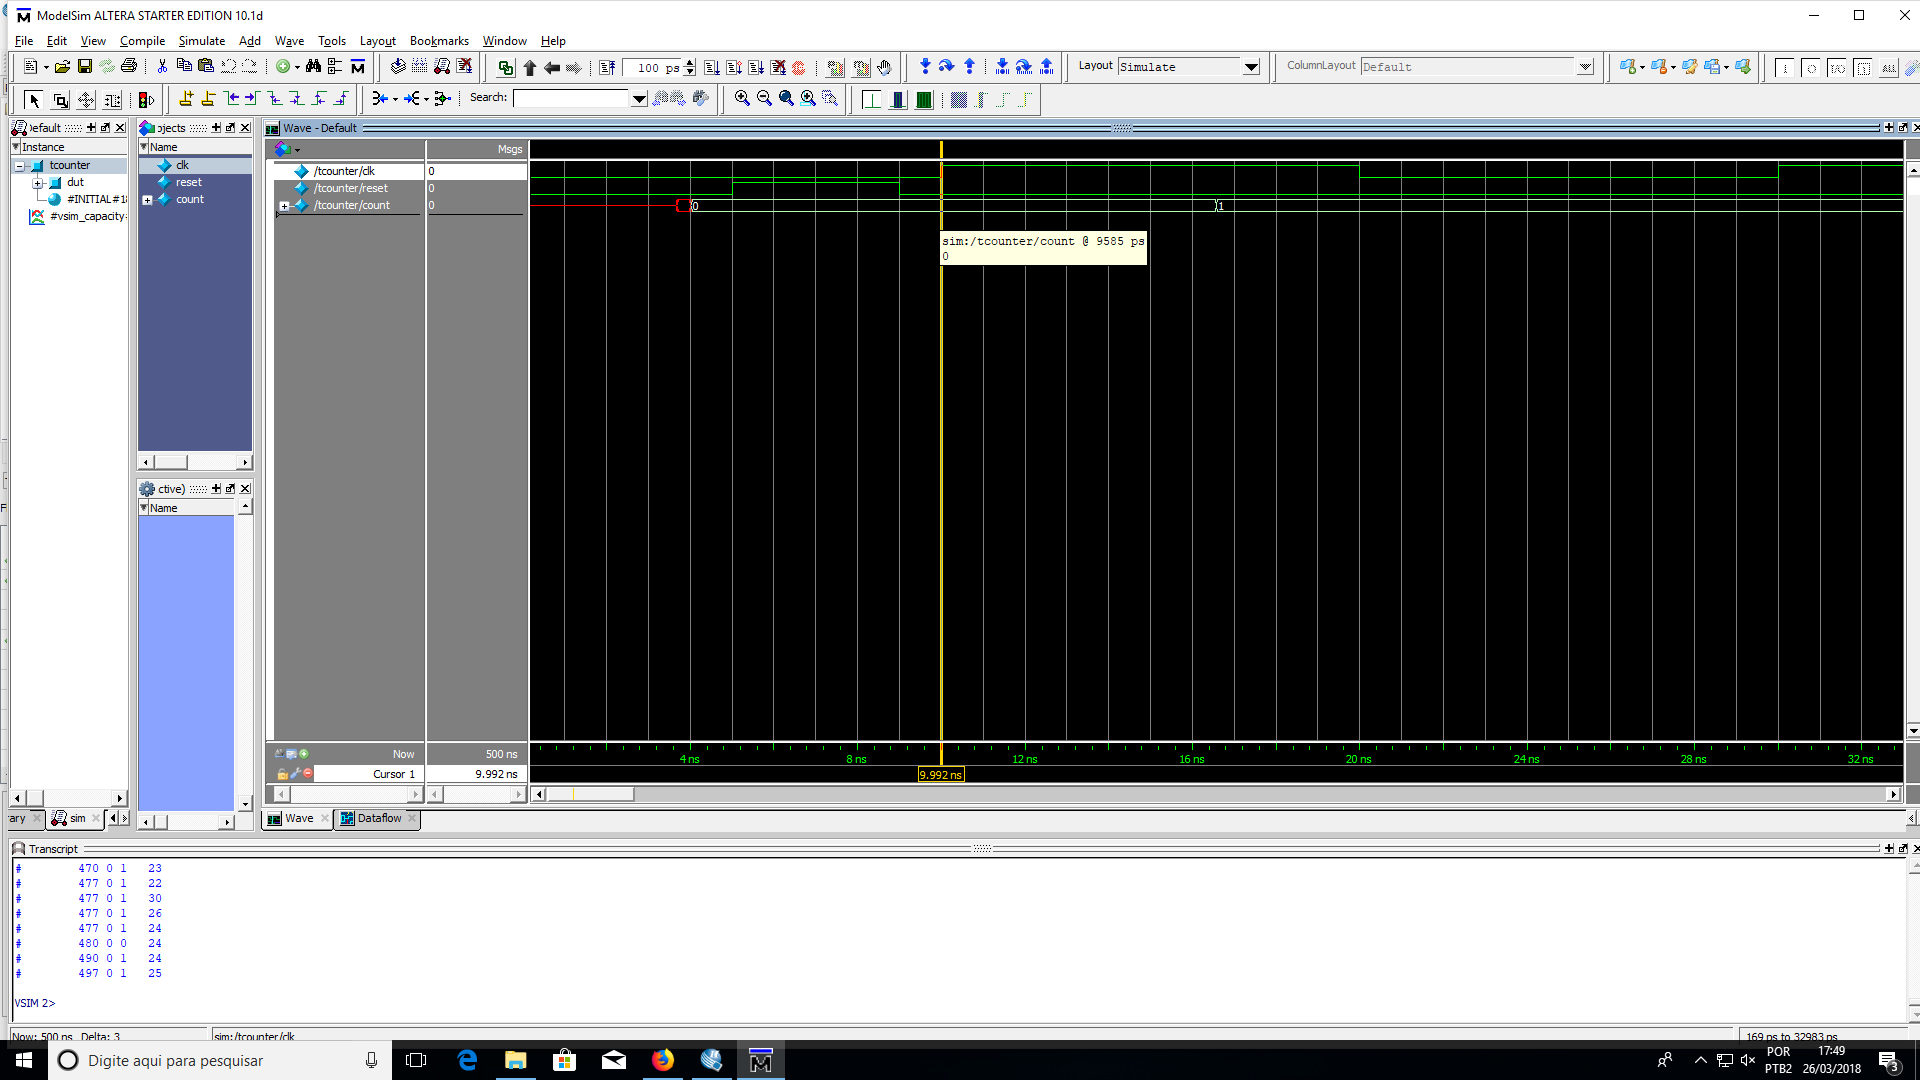 ModelSim ALTERA STARTER EDITION 10.1d
File Edit View Compile Simulate Add Wave Tools Layout Bookmarks Window Help
100 ps
Layout Simulate
ColumnLayout Default
Search:
Default
Instance
tcounter
dut
#INITIAL#18
#vsim_capacity#
jects
Name
clk
reset
count
ctive)
Name
Wave - Default
Msgs
/tcounter/clk 0
/tcounter/reset 0
/tcounter/count 0
0 1
sim:/tcounter/count @ 9585 ps
0
Now 500 ns
Cursor 1 9.992 ns
4 ns 8 ns 12 ns 16 ns 20 ns 24 ns 28 ns 32 ns
9.992 ns
rary sim
Wave Dataflow
Transcript
# 470 0 1 23
# 477 0 1 22
# 477 0 1 30
# 477 0 1 26
# 477 0 1 24
# 480 0 0 24
# 490 0 1 24
# 497 0 1 25
VSIM 2>
Now: 500 ns Delta: 3 sim:/tcounter/clk 169 ps to 32983 ps
Digite aqui para pesquisar
POR
PTB2
17:49
26/03/2018
3